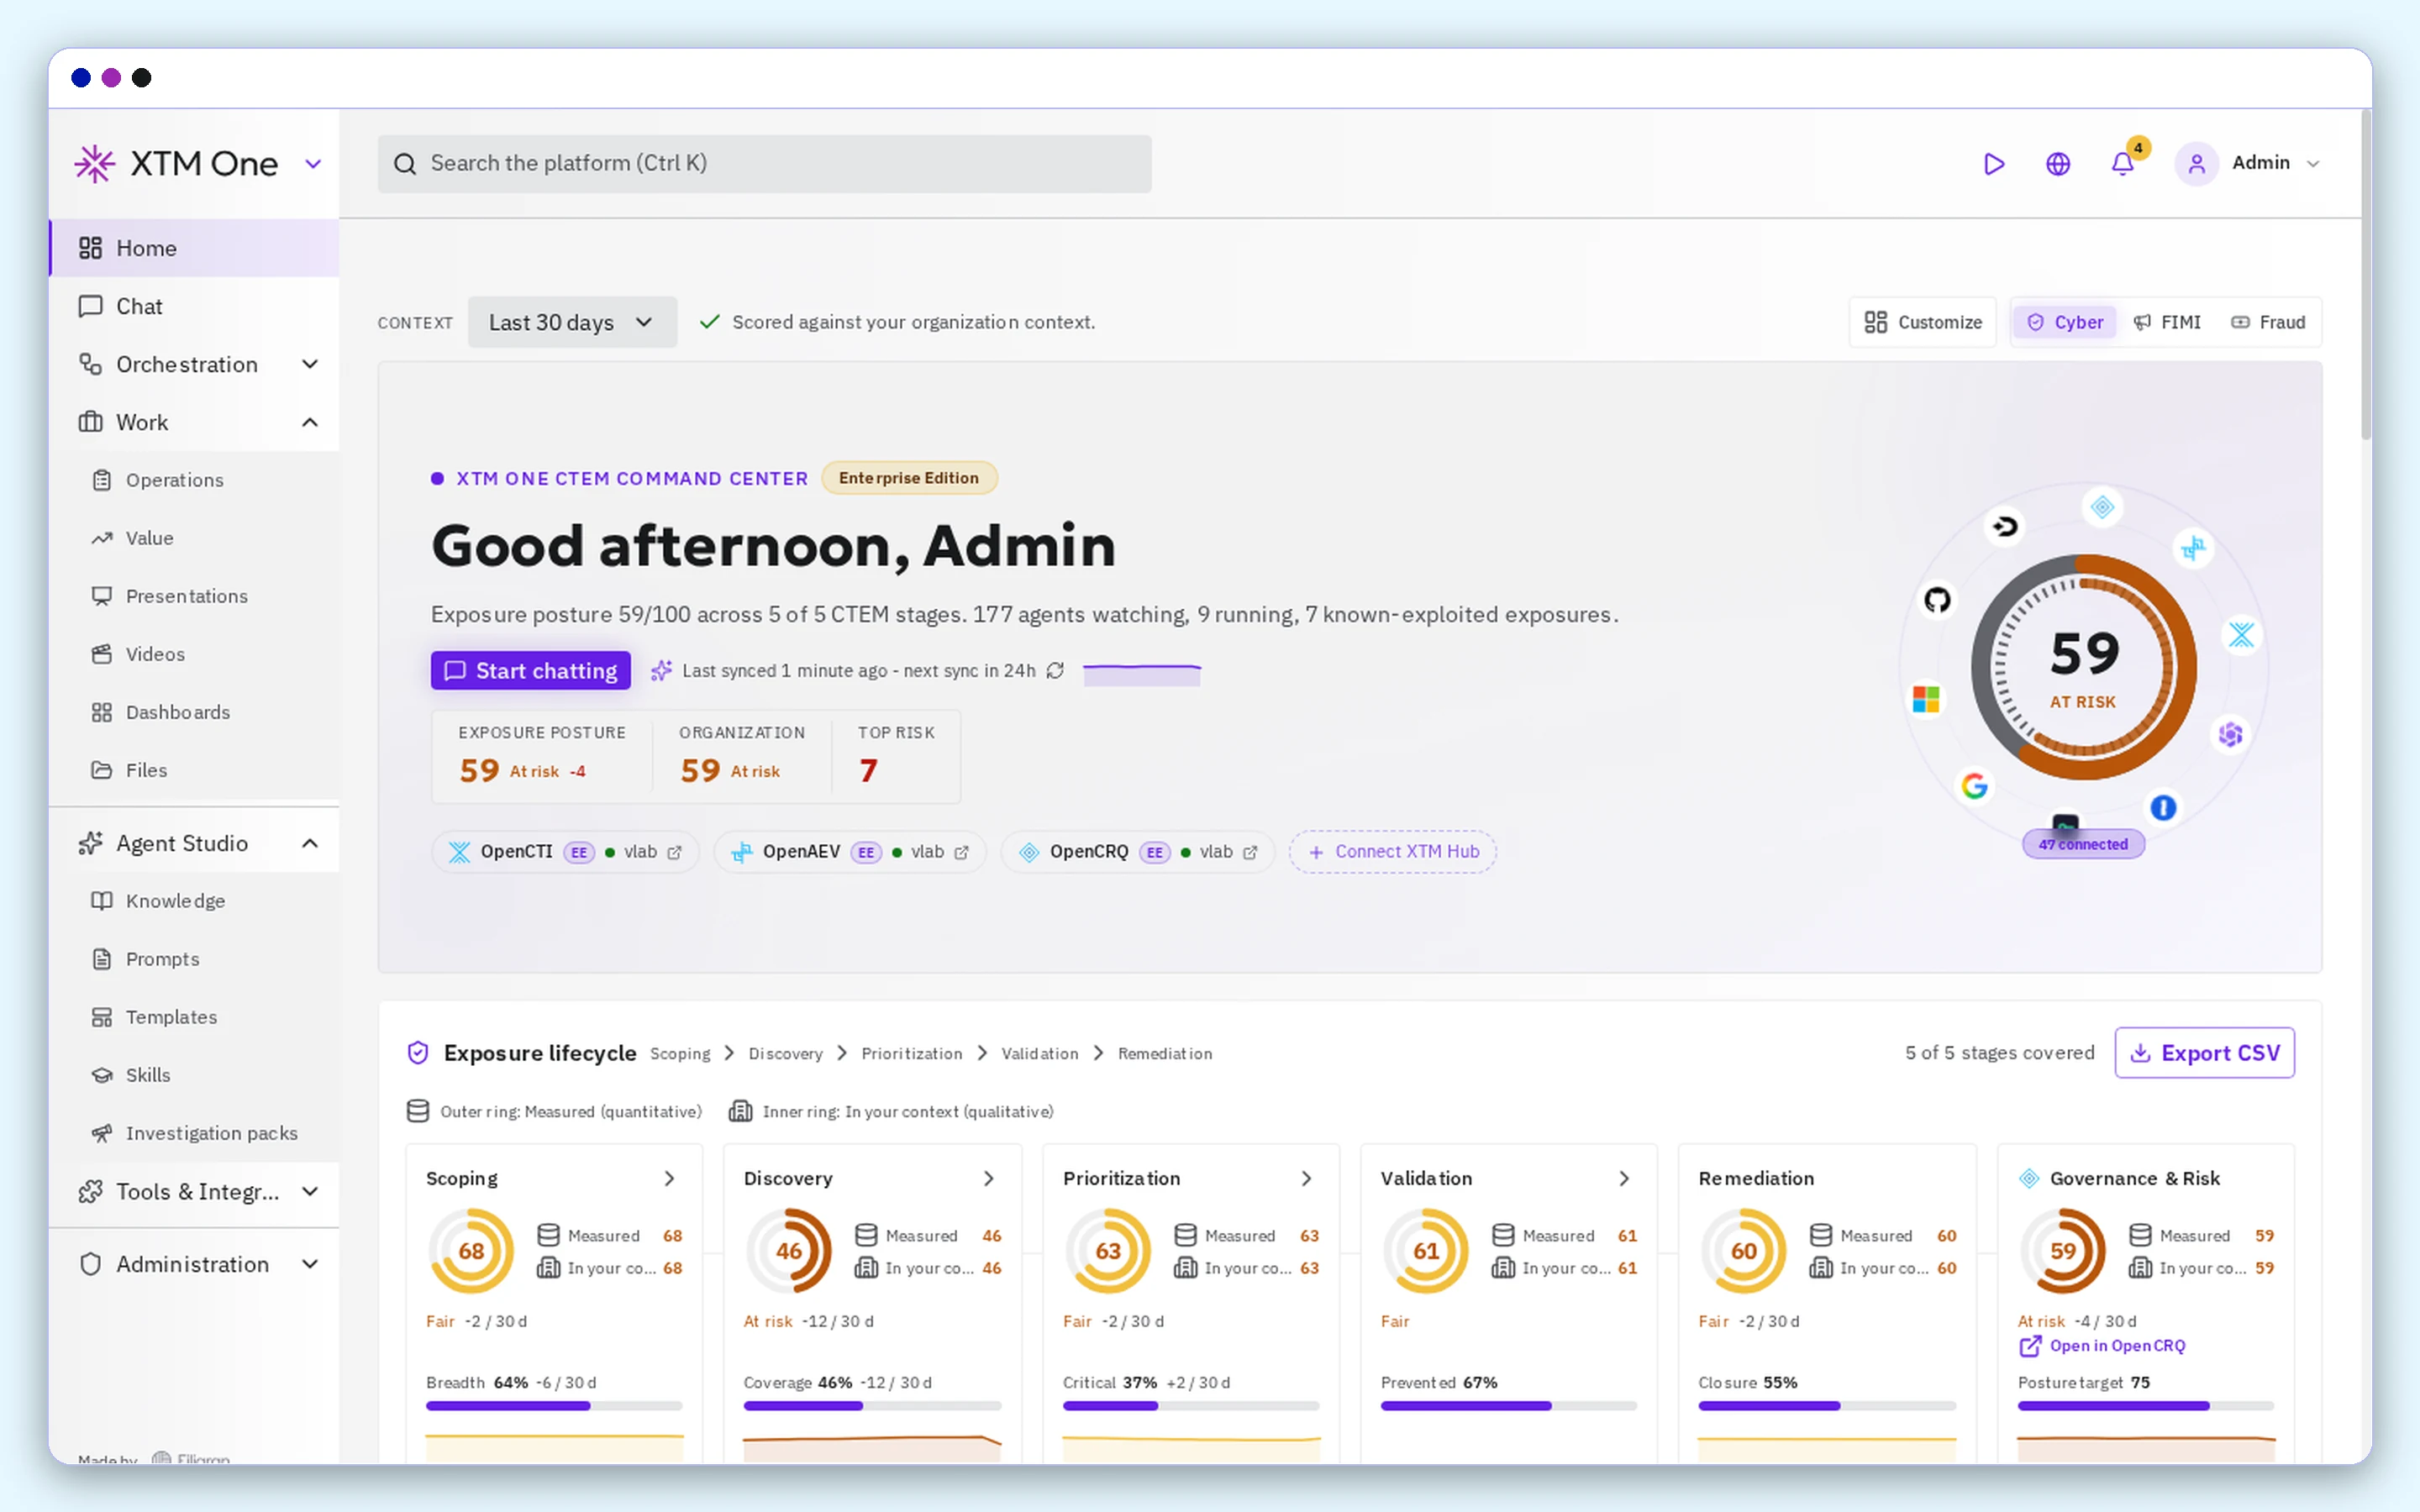 XTM One
Search the platform (Ctrl K)
4
Admin
Home
Chat
Orchestration
Work
Operations
Value
Presentations
Videos
Dashboards
Files
Agent Studio
Knowledge
Prompts
Templates
Skills
Investigation packs
Tools & Integr...
Administration
Made by Filigran
CONTEXT Last 30 days Scored against your organization context.
Customize Cyber FIMI Fraud
XTM ONE CTEM COMMAND CENTER Enterprise Edition
Good afternoon, Admin
Exposure posture 59/100 across 5 of 5 CTEM stages. 177 agents watching, 9 running, 7 known-exploited exposures.
Start chatting Last synced 1 minute ago - next sync in 24h
EXPOSURE POSTURE ORGANIZATION TOP RISK
59 At risk -4 59 At risk 7
OpenCTI EE vlab OpenAEV EE vlab OpenCRQ EE vlab + Connect XTM Hub
59
AT RISK
47 connected
Exposure lifecycle Scoping Discovery Prioritization Validation Remediation
5 of 5 stages covered Export CSV
Outer ring: Measured (quantitative) Inner ring: In your context (qualitative)
Scoping
68
Measured 68
In your co... 68
Fair -2 / 30 d
Breadth 64% -6 / 30 d
Discovery
46
Measured 46
In your co... 46
At risk -12 / 30 d
Coverage 46% -12 / 30 d
Prioritization
63
Measured 63
In your co... 63
Fair -2 / 30 d
Critical 37% +2 / 30 d
Validation
61
Measured 61
In your co... 61
Fair
Prevented 67%
Remediation
60
Measured 60
In your co... 60
Fair -2 / 30 d
Closure 55%
Governance & Risk
59
Measured 59
In your co... 59
At risk -4 / 30 d
Open in OpenCRQ
Posture target 75